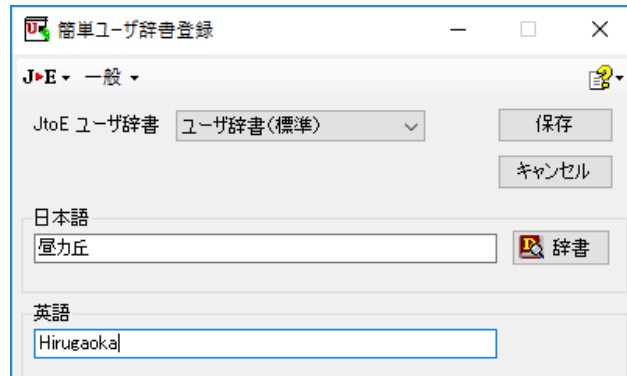 簡単ユーザ辞書登録
J▶E 一般
JtoE ユーザ辞書 ユーザ辞書(標準) 保存
キャンセル
日本語
昼力丘 辞書
英語
Hirugaoka